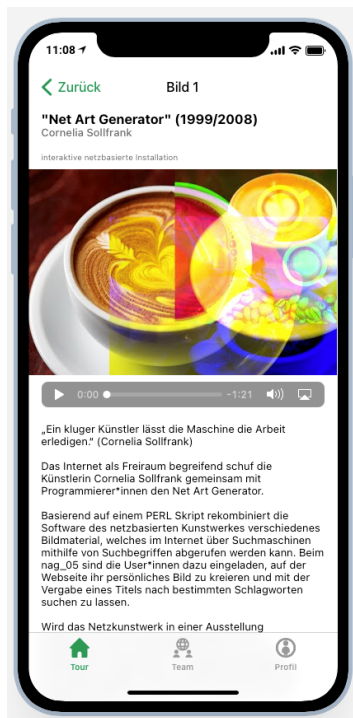 11:08
Zurück
Bild 1
"Net Art Generator" (1999/2008)
Cornelia Sollfrank
interaktive netzbasierte Installation
0:00
-1:21
„Ein kluger Künstler lässt die Maschine die Arbeit
erledigen.“ (Cornelia Sollfrank)
Das Internet als Freiraum begreifend schuf die
Künstlerin Cornelia Sollfrank gemeinsam mit
Programmierer*innen den Net Art Generator.
Basierend auf einem PERL Skript rekombiniert die
Software des netzbasierten Kunstwerkes verschiedenes
Bildmaterial, welches im Internet über Suchmaschinen
mithilfe von Suchbegriffen abgerufen werden kann. Beim
nag_05 sind die User*innen dazu eingeladen, auf der
Webseite ihr persönliches Bild zu kreieren und mit der
Vergabe eines Titels nach bestimmten Schlagworten
suchen zu lassen.
Wird das Netzkunstwerk in einer Ausstellung
Tour
Team
Profil